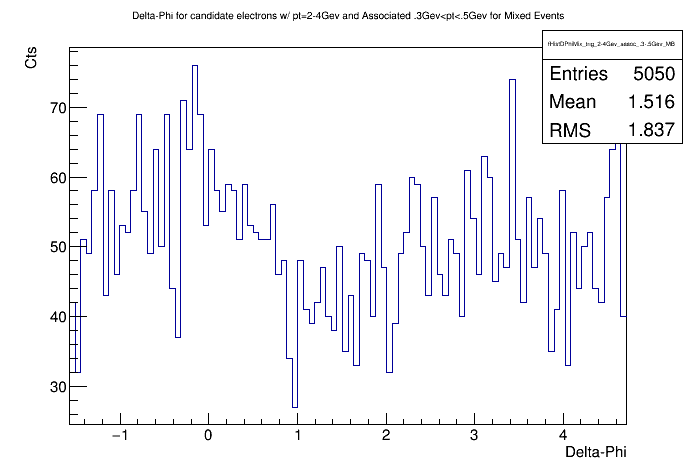 Delta-Phi for candidate electrons w/ pt=2-4Gev and Associated .3Gev<pt<.5Gev for Mixed Events
Cts
fHistDPhiMix_trig_2-4Gev_assoc_.3-.5Gev_MB
Entries 5050
Mean 1.516
RMS 1.837
70
60
50
40
30
−1 0 1 2 3 4
Delta-Phi